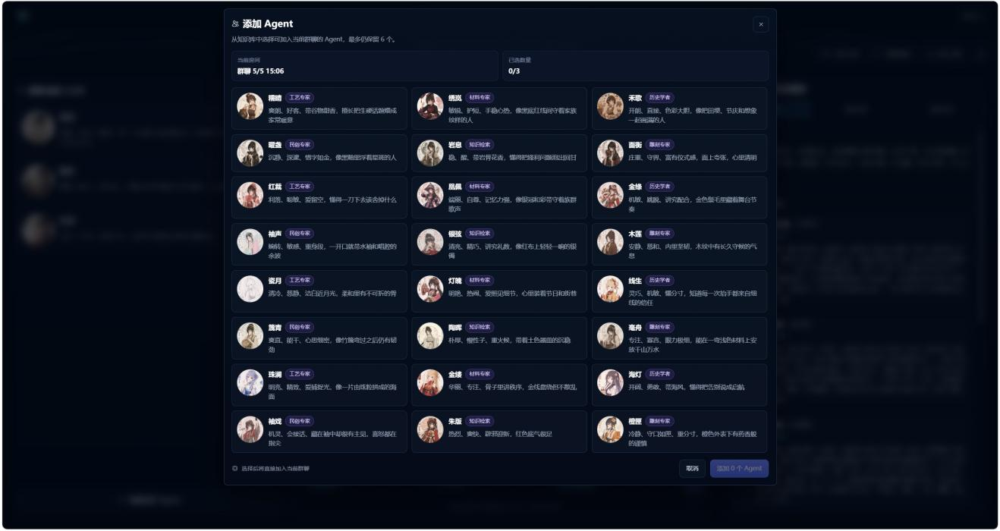 添加 Agent
从知识库中选择可加入当前群聊的 Agent，最多仍保留 6 个。
当前房间
群聊 5/5 15:06
已选数量
0/3
糯晴 工艺专家
爽朗、好客、带谷物甜香，擅长把生硬话题煨成
家常暖意
绣岚 材料专家
敏锐、护短、手稳心热，像黑底红线间守着家族
纹样的人
禾歌 历史学者
开朗、直接、色彩大胆，像把田埂、节庆和想象
一起画满的人
曜盏 民俗专家
沉静、深邃、惜字如金，像黑釉里浮着星斑的人
岩息 知识检索
稳、醒、带岩骨花香，懂得把锋利问题泡出回甘
面衡 雕刻专家
庄重、守界、富有仪式感，面上夸张，心里清明
红裁 工艺专家
利落、聪敏、爱留空，懂得一刀下去该舍掉什么
凰佩 材料专家
端丽、自尊、记忆力强，像银冠和彩带守着族群
歌声
金绛 历史学者
机敏、跳脱、讲究配合，金色鬃毛里藏着舞台节
奏
袖声 民俗专家
婉转、敏感、重身段，一开口就带水袖和唱腔的
余波
银弦 知识检索
清亮、精巧、讲究礼数，像红布上轻轻一响的银
镯
木莲 雕刻专家
安静、慈和、内里坚韧，木纹中有长久守候的气
息
瓷月 工艺专家
清冷、慈静、洁白近月光，柔和里有不可折的骨
灯魄 材料专家
明艳、热闹、爱照见细节，心里装着节日和街巷
线生 历史学者
灵巧、机敏、懂分寸，知道每一次抬手都来自细
线的信任
篾青 民俗专家
爽直、能干、心思细密，像竹篾弯过之后仍有韧
劲
陶晖 知识检索
朴厚、慢性子、重火候，带着土色器皿的沉稳
毫舟 雕刻专家
专注、寡言、眼力极细，能在一弯浅色材料上安
放千山万水
珠澜 工艺专家
明亮、精致、爱捕捉光，像一片由珠粒拼成的海
面
金缕 材料专家
华丽、专注、骨子里讲秩序，金线盘绕但不散乱
海灯 历史学者
开阔、勇敢、带海风，懂得把告别说成启航
袖戏 民俗专家
机灵、会接话、藏在袖中却很有主见，喜怒都在
指尖
朱版 知识检索
热烈、爽快、辟邪迎新，红色底气很足
橙匣 雕刻专家
冷静、守口如匣、重分寸，橙色外表下有药香般
的谨慎
选择后将直接加入当前群聊
取消
添加 0 个 Agent